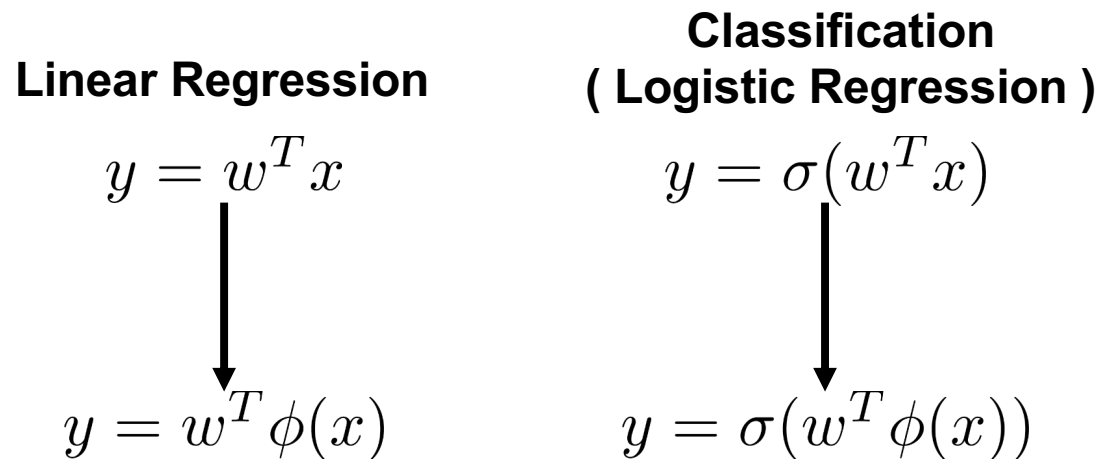 Linear Regression
y = w^T x
y = w^T ϕ(x)
Classification
( Logistic Regression )
y = σ(w^T x)
y = σ(w^T ϕ(x))